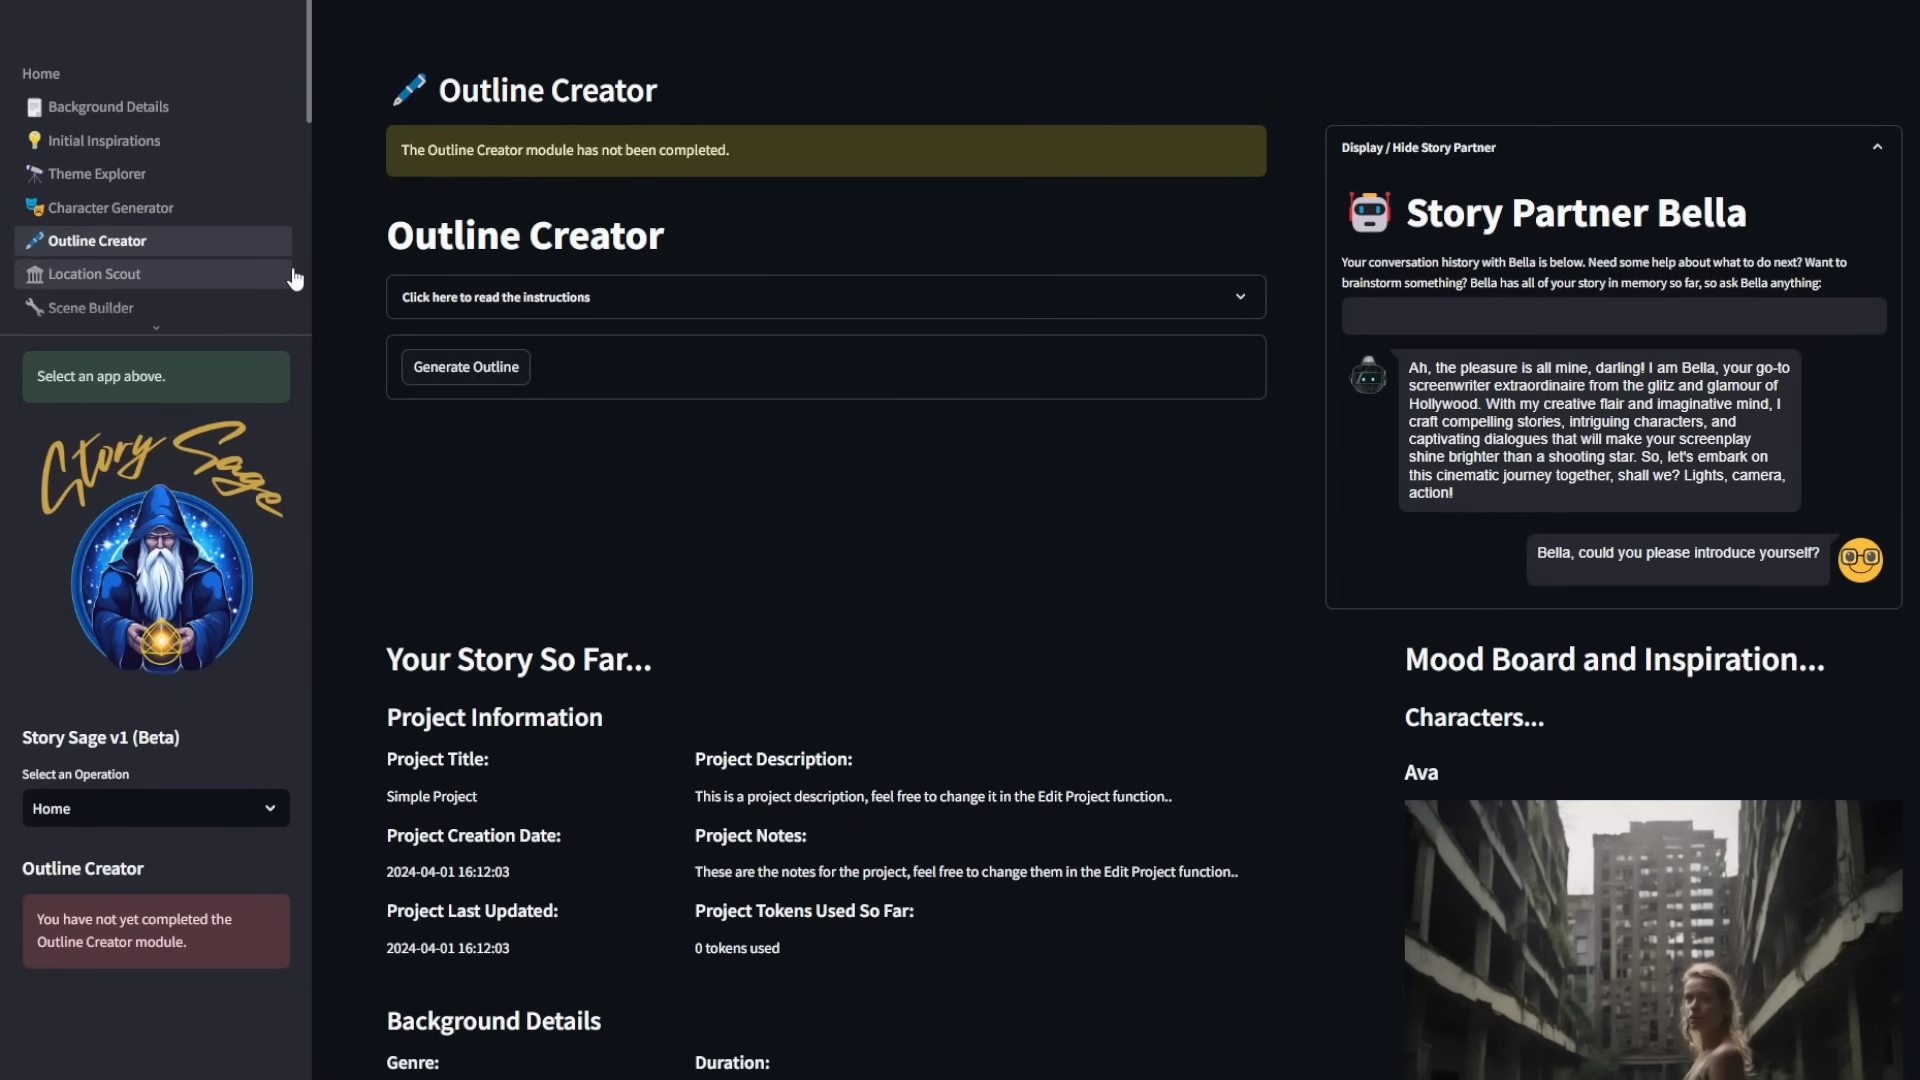 Home
Background Details
Initial Inspirations
Theme Explorer
Character Generator
Outline Creator
Location Scout
Scene Builder
Select an app above.
Story Sage
Story Sage v1 (Beta)
Select an Operation
Home
Outline Creator
You have not yet completed the
Outline Creator module.
Outline Creator
The Outline Creator module has not been completed.
Outline Creator
Click here to read the instructions
Generate Outline
Display / Hide Story Partner
Story Partner Bella
Your conversation history with Bella is below. Need some help about what to do next? Want to
brainstorm something? Bella has all of your story in memory so far, so ask Bella anything:
Ah, the pleasure is all mine, darling! I am Bella, your go-to
screenwriter extraordinaire from the glitz and glamour of
Hollywood. With my creative flair and imaginative mind, I
craft compelling stories, intriguing characters, and
captivating dialogues that will make your screenplay
shine brighter than a shooting star. So, let's embark on
this cinematic journey together, shall we? Lights, camera,
action!
Bella, could you please introduce yourself?
Your Story So Far...
Project Information
Project Title:
Simple Project
Project Description:
This is a project description, feel free to change it in the Edit Project function..
Project Creation Date:
2024-04-01 16:12:03
Project Notes:
These are the notes for the project, feel free to change them in the Edit Project function..
Project Last Updated:
2024-04-01 16:12:03
Project Tokens Used So Far:
0 tokens used
Background Details
Genre:
Duration:
Mood Board and Inspiration...
Characters...
Ava